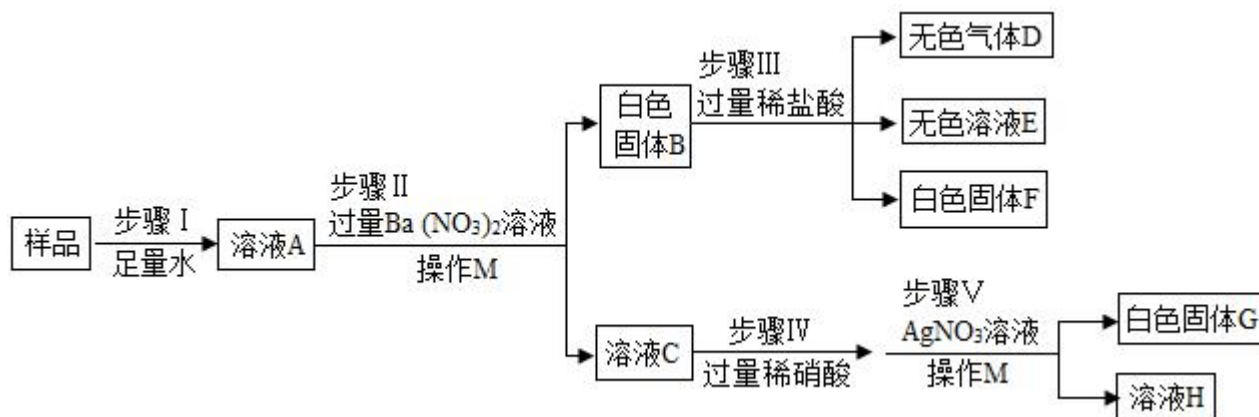 样品
步骤Ⅰ
足量水
溶液A
步骤Ⅱ
过量Ba (NO₃)₂溶液
操作M
白色
固体B
步骤Ⅲ
过量稀盐酸
无色气体D
无色溶液E
白色固体F
溶液C
步骤Ⅳ
过量稀硝酸
步骤Ⅴ
AgNO₃溶液
操作M
白色固体G
溶液H